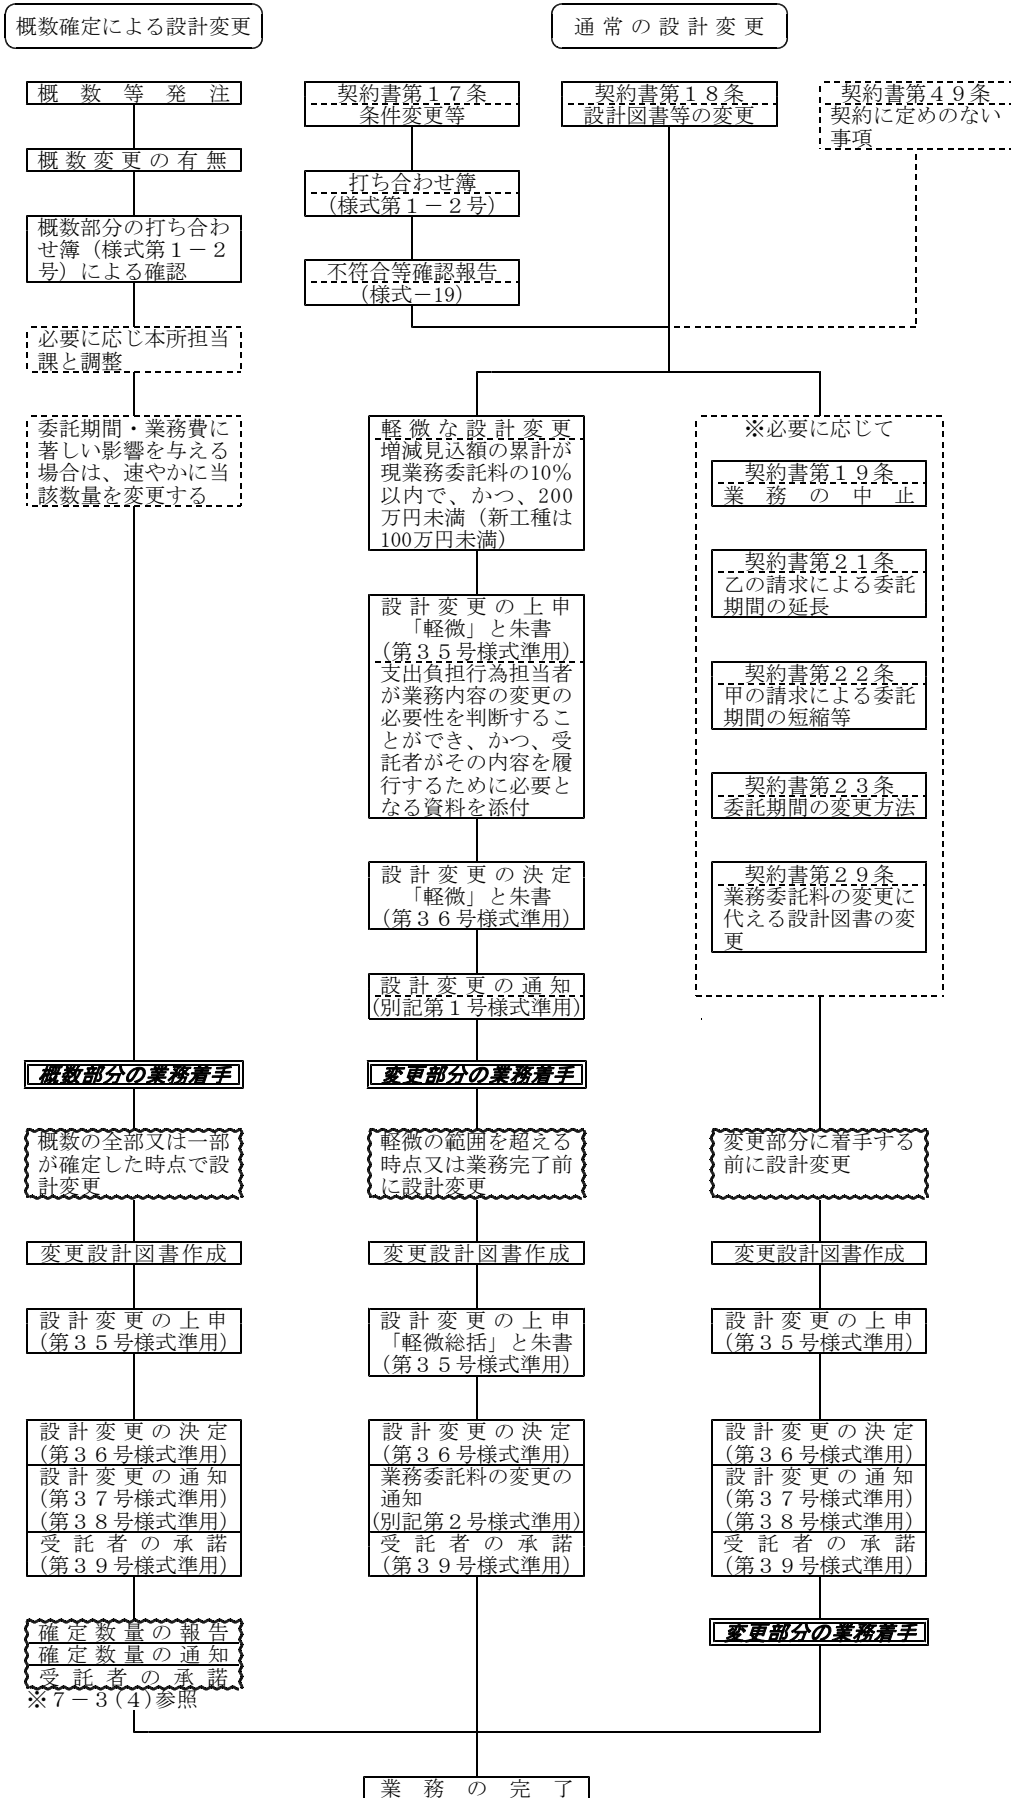 概数確定による設計変更
通常の設計変更
概数等発注
概数変更の有無
概数部分の打ち合わ
せ簿（様式第１－２
号）による確認
必要に応じ本所担当
課と調整
委託期間・業務費に
著しい影響を与える
場合は、速やかに当
該数量を変更する
概数部分の業務着手
概数の全部又は一部
が確定した時点で設
計変更
変更設計図書作成
設計変更の上申
（第３５号様式準用）
設計変更の決定
（第３６号様式準用）
設計変更の通知
（第３７号様式準用）
（第３８号様式準用）
受託者の承諾
（第３９号様式準用）
確定数量の報告
確定数量の通知
受託者の承諾
※７－３(４)参照
契約書第１７条
条件変更等
打ち合わせ簿
（様式第１－２号）
不符合等確認報告
（様式－19）
契約書第１８条
設計図書等の変更
契約書第４９条
契約に定めのない
事項
軽微な設計変更
増減見込額の累計が
現業務委託料の10％
以内で、かつ、200
万円未満（新工種は
100万円未満）
設計変更の上申
「軽微」と朱書
（第３５号様式準用）
支出負担行為担当者
が業務内容の変更の
必要性を判断するこ
とができ、かつ、受
託者がその内容を履
行するために必要と
なる資料を添付
設計変更の決定
「軽微」と朱書
（第３６号様式準用）
設計変更の通知
(別記第１号様式準用)
変更部分の業務着手
軽微の範囲を超える
時点又は業務完了前
に設計変更
変更設計図書作成
設計変更の上申
「軽微総括」と朱書
（第３５号様式準用）
設計変更の決定
（第３６号様式準用）
業務委託料の変更の
通知
(別記第２号様式準用)
受託者の承諾
（第３９号様式準用）
※必要に応じて
契約書第１９条
業務の中止
契約書第２１条
乙の請求による委託
期間の延長
契約書第２２条
甲の請求による委託
期間の短縮等
契約書第２３条
委託期間の変更方法
契約書第２９条
業務委託料の変更に
代える設計図書の変
更
変更部分に着手する
前に設計変更
変更設計図書作成
設計変更の上申
（第３５号様式準用）
設計変更の決定
（第３６号様式準用）
設計変更の通知
（第３７号様式準用）
（第３８号様式準用）
受託者の承諾
（第３９号様式準用）
変更部分の業務着手
業務の完了